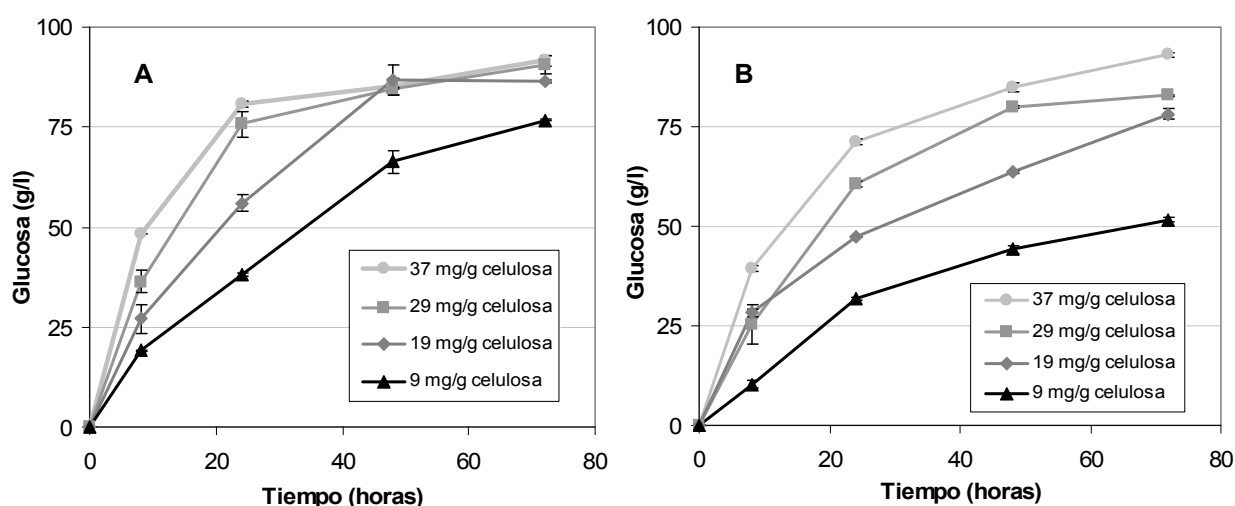 A
Glucosa (g/l)
100
75
50
25
0
37 mg/g celulosa
29 mg/g celulosa
19 mg/g celulosa
9 mg/g celulosa
0 20 40 60 80
Tiempo (horas)
B
Glucosa (g/l)
100
75
50
25
0
37 mg/g celulosa
29 mg/g celulosa
19 mg/g celulosa
9 mg/g celulosa
0 20 40 60 80
Tiempo (horas)